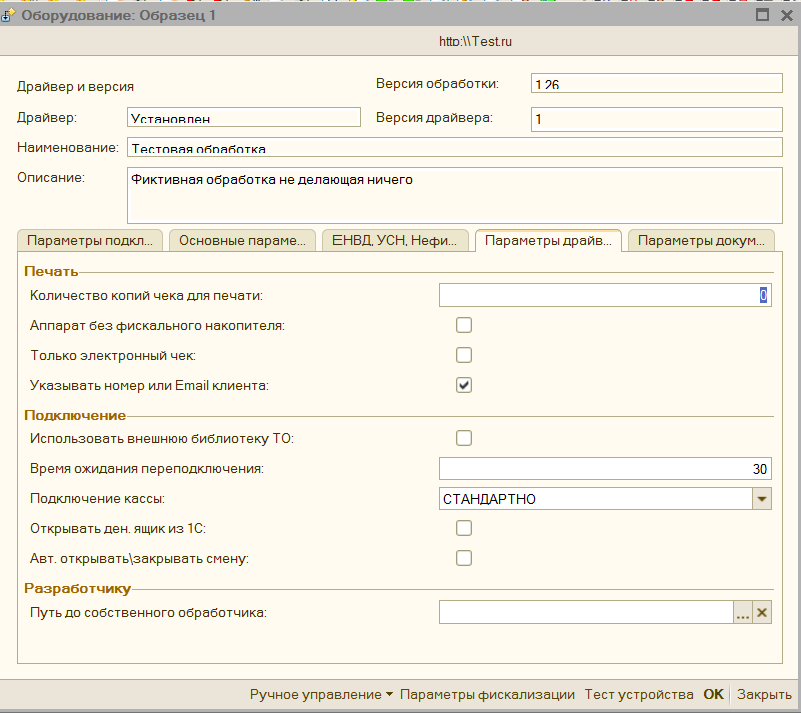 Оборудование: Образец 1
http:\\Test.ru
Драйвер и версия
Версия обработки: 1.26
Драйвер: Установлен
Версия драйвера: 1
Наименование: Тестовая обработка
Описание: Фиктивная обработка не делающая ничего
Параметры подкл... Основные параме... ЕНВД, УСН, Нефи... Параметры драйв... Параметры докум...
Печать
Количество копий чека для печати: 0
Аппарат без фискального накопителя:
Только электронный чек:
Указывать номер или Email клиента:
Подключение
Использовать внешнюю библиотеку ТО:
Время ожидания переподключения: 30
Подключение кассы: СТАНДАРТНО
Открывать ден. ящик из 1С:
Авт. открывать\закрывать смену:
Разработчику
Путь до собственного обработчика: ...
Ручное управление Параметры фискализации Тест устройства OK Закрыть